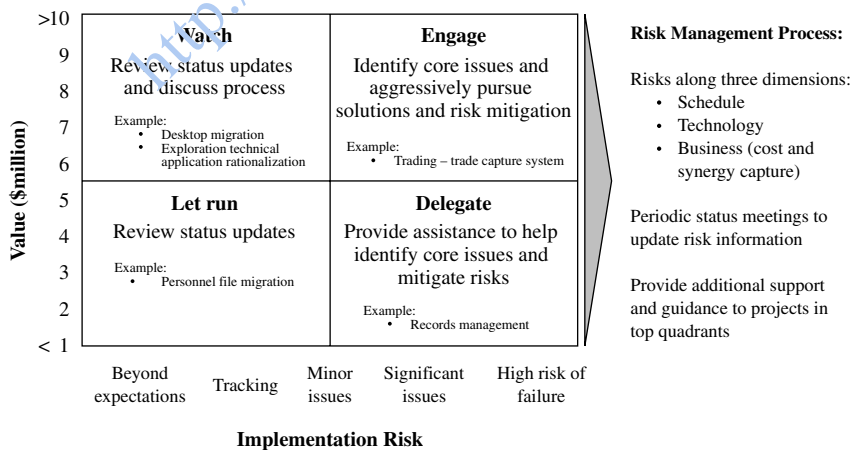 >10
9
8
7
6
5
4
3
2
< 1
Value ($million)
Watch
Review status updates
and discuss process
Example:
• Desktop migration
• Exploration technical
application rationalization
Engage
Identify core issues and
aggressively pursue
solutions and risk mitigation
Example:
• Trading – trade capture system
Let run
Review status updates
Example:
• Personnel file migration
Delegate
Provide assistance to help
identify core issues and
mitigate risks
Example:
• Records management
Beyond
expectations
Tracking
Minor
issues
Significant
issues
High risk of
failure
Implementation Risk
Risk Management Process:
Risks along three dimensions:
• Schedule
• Technology
• Business (cost and
synergy capture)
Periodic status meetings to
update risk information
Provide additional support
and guidance to projects in
top quadrants
http:/